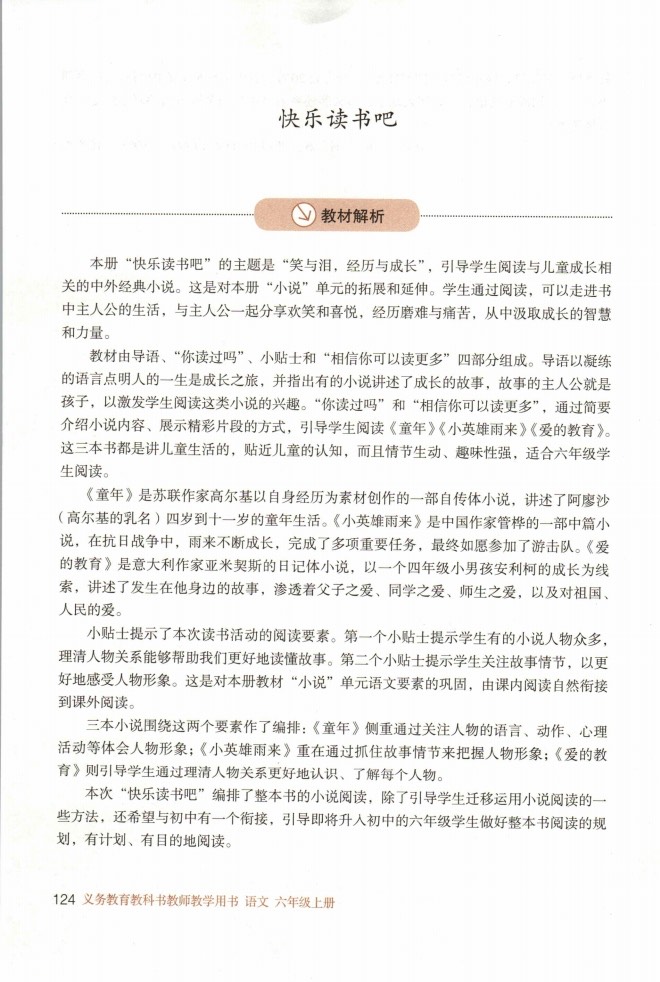 快乐读书吧
教材解析
本册“快乐读书吧”的主题是“笑与泪，经历与成长”，引导学生阅读与儿童成长相
关的中外经典小说。这是对本册“小说”单元的拓展和延伸。学生通过阅读，可以走进书
中主人公的生活，与主人公一起分享欢笑和喜悦，经历磨难与痛苦，从中汲取成长的智慧
和力量。
教材由导语、“你读过吗”、小贴士和“相信你可以读更多”四部分组成。导语以凝练
的语言点明人的一生是成长之旅，并指出有的小说讲述了成长的故事，故事的主人公就是
孩子，以激发学生阅读这类小说的兴趣。“你读过吗”和“相信你可以读更多”，通过简要
介绍小说内容、展示精彩片段的方式，引导学生阅读《童年》《小英雄雨来》《爱的教育》。
这三本书都是讲儿童生活的，贴近儿童的认知，而且情节生动、趣味性强，适合六年级学
生阅读。
《童年》是苏联作家高尔基以自身经历为素材创作的一部自传体小说，讲述了阿廖沙
（高尔基的乳名）四岁到十一岁的童年生活。《小英雄雨来》是中国作家管桦的一部中篇小
说，在抗日战争中，雨来不断成长，完成了多项重要任务，最终如愿参加了游击队。《爱
的教育》是意大利作家亚米契斯的日记体小说，以一个四年级小男孩安利柯的成长为线
索，讲述了发生在他身边的故事，渗透着父子之爱、同学之爱、师生之爱，以及对祖国、
人民的爱。
小贴士提示了本次读书活动的阅读要素。第一个小贴士提示学生有的小说人物众多，
理清人物关系能够帮助我们更好地读懂故事。第二个小贴士提示学生关注故事情节，以更
好地感受人物形象。这是对本册教材“小说”单元语文要素的巩固，由课内阅读自然衔接
到课外阅读。
三本小说围绕这两个要素作了编排：《童年》侧重通过关注人物的语言、动作、心理
活动等体会人物形象；《小英雄雨来》重在通过抓住故事情节来把握人物形象；《爱的教
育》则引导学生通过理清人物关系更好地认识、了解每个人物。
本次“快乐读书吧”编排了整本书的小说阅读，除了引导学生迁移运用小说阅读的一
些方法，还希望与初中有一个衔接，引导即将升入初中的六年级学生做好整本书阅读的规
划，有计划、有目的地阅读。
124 义务教育教科书教师教学用书 语文 六年级上册